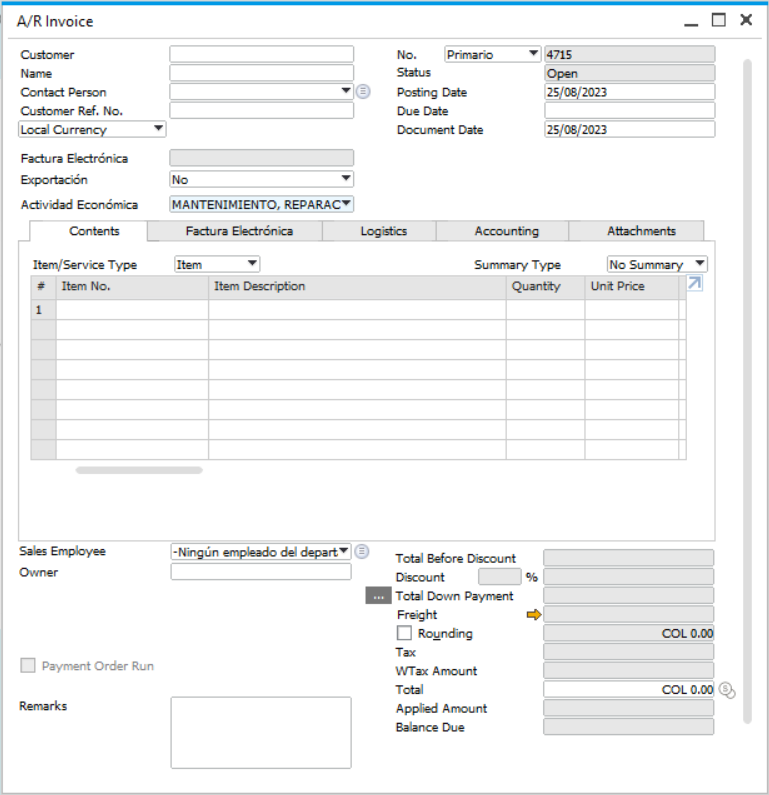 A/R Invoice
Customer
Name
Contact Person
Customer Ref. No.
Local Currency
No. Primario 4715
Status Open
Posting Date 25/08/2023
Due Date
Document Date 25/08/2023
Factura Electrónica
Exportación No
Actividad Económica MANTENIMIENTO, REPARAC
Contents Factura Electrónica Logistics Accounting Attachments
Item/Service Type Item Summary Type No Summary
# Item No. Item Description Quantity Unit Price
1
Sales Employee -Ningún empleado del depart
Owner
Payment Order Run
Remarks
Total Before Discount
Discount %
... Total Down Payment
Freight
Rounding COL 0.00
Tax
WTax Amount
Total COL 0.00
Applied Amount
Balance Due